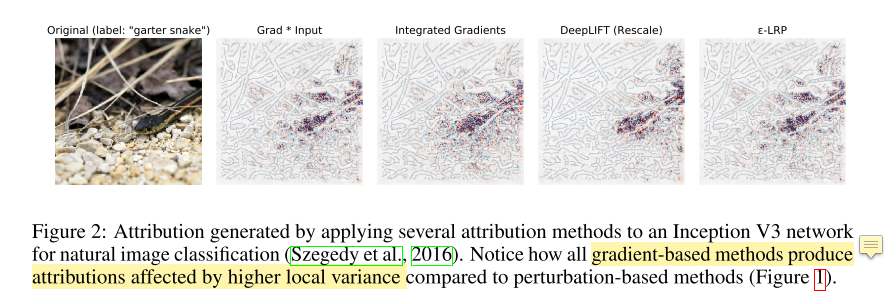 Original (label: "garter snake")
Grad * Input
Integrated Gradients
DeepLIFT (Rescale)
ε-LRP
Figure 2: Attribution generated by applying several attribution methods to an Inception V3 network
for natural image classification (Szegedy et al., 2016). Notice how all gradient-based methods produce
attributions affected by higher local variance compared to perturbation-based methods (Figure 1).